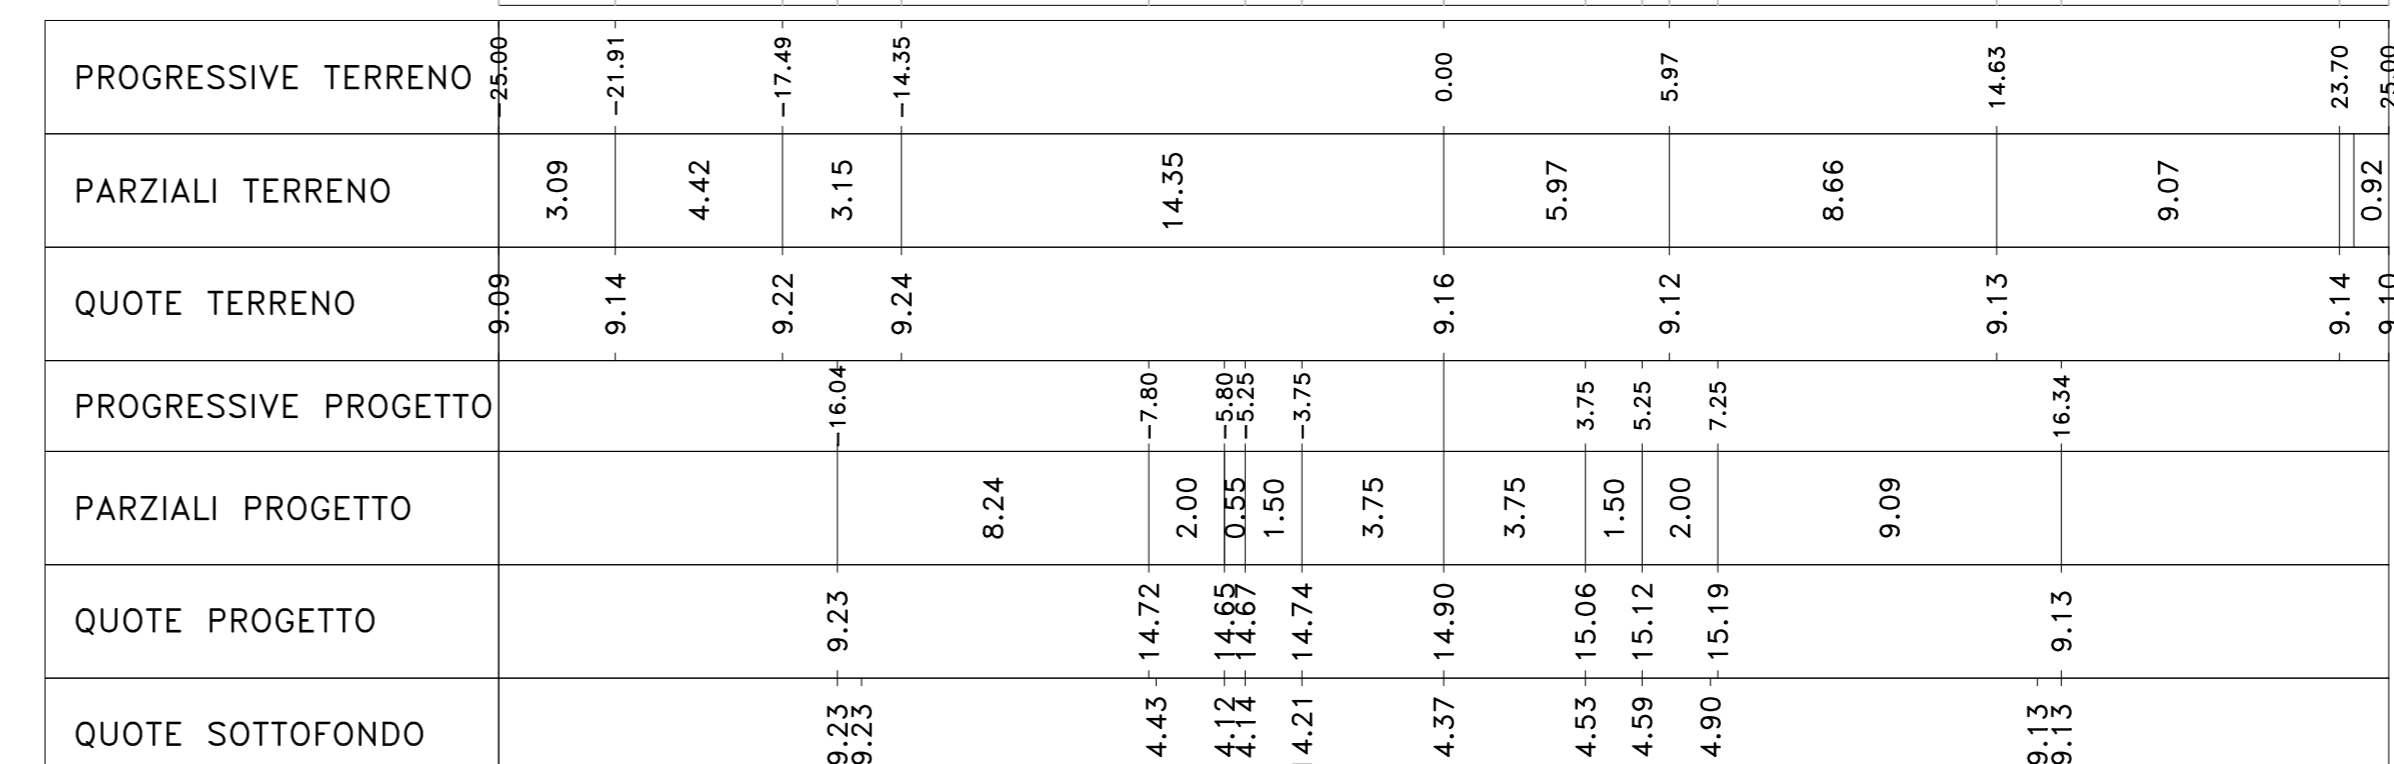 PROGRESSIVE TERRENO -25.00 -21.91 -17.49 -14.35 0.00 5.97 14.63 23.70 25.00
PARZIALI TERRENO 3.09 4.42 3.15 14.35 5.97 8.66 9.07 0.92
QUOTE TERRENO 9.09 9.14 9.22 9.24 9.16 9.12 9.13 9.14 9.10
PROGRESSIVE PROGETTO -16.04 -7.80 -5.80 -5.25 -3.75 3.75 5.25 7.25 16.34
PARZIALI PROGETTO 8.24 2.00 0.55 1.50 3.75 3.75 1.50 2.00 9.09
QUOTE PROGETTO 9.23 14.72 14.65 14.67 14.74 14.90 15.06 15.12 15.19 9.13
QUOTE SOTTOFONDO 9.23 9.23 4.43 4.12 4.14 4.21 4.37 4.53 4.59 4.90 9.13 9.13